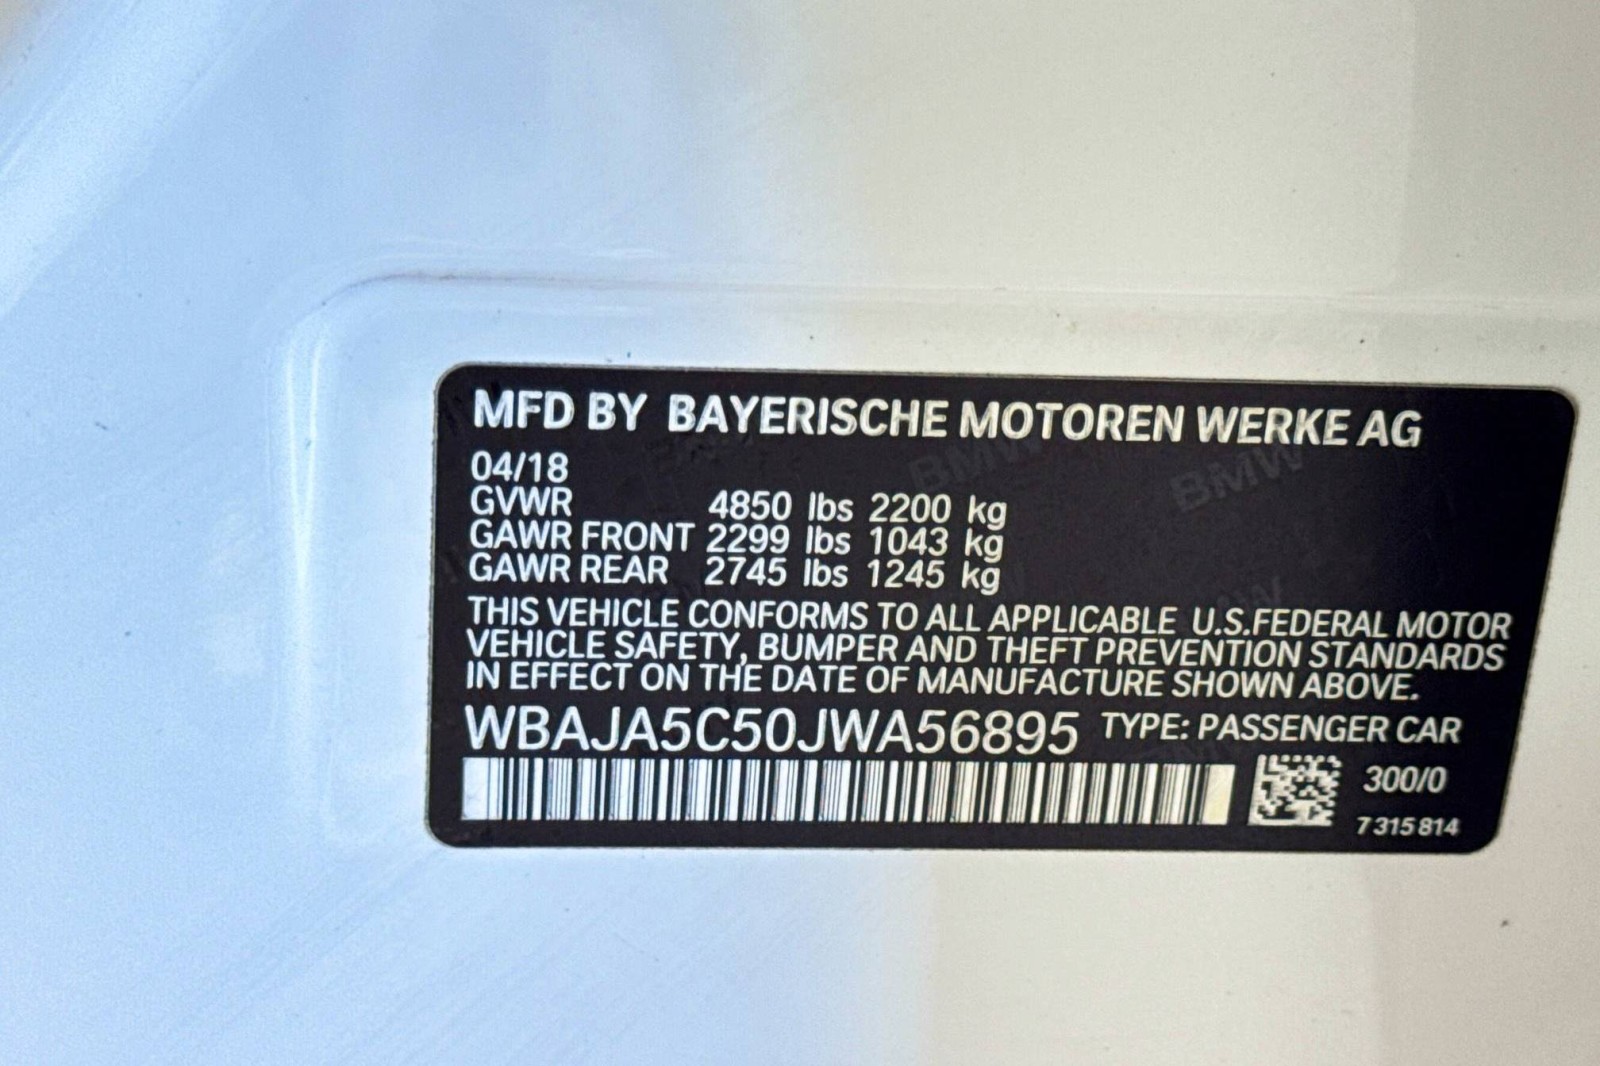 MFD BY BAYERISCHE MOTOREN WERKE AG
04/18
GVWR 4850 lbs 2200 kg
GAWR FRONT 2299 lbs 1043 kg
GAWR REAR 2745 lbs 1245 kg
THIS VEHICLE CONFORMS TO ALL APPLICABLE U.S.FEDERAL MOTOR
VEHICLE SAFETY, BUMPER AND THEFT PREVENTION STANDARDS
IN EFFECT ON THE DATE OF MANUFACTURE SHOWN ABOVE.
WBAJA5C50JWA56895 TYPE: PASSENGER CAR
300/0
7 315 814
BMW
BMW